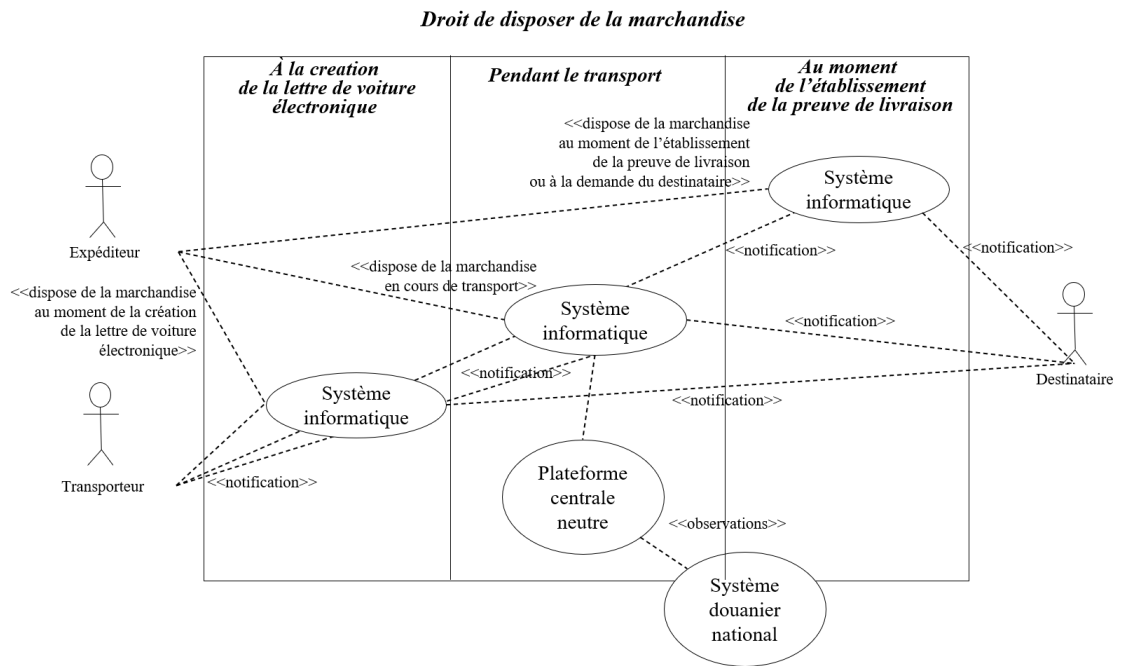 Droit de disposer de la marchandise
À la creation
de la lettre de voiture
électronique
Pendant le transport
Au moment
de l'établissement
de la preuve de livraison
<<dispose de la marchandise
au moment de l'établissement
de la preuve de livraison
ou à la demande du destinataire>>
Système
informatique
Expéditeur
<<notification>>
<<notification>>
<<dispose de la marchandise
en cours de transport>>
<<dispose de la marchandise
au moment de la création
de la lettre de voiture
électronique>>
Système
informatique
<<notification>>
Destinataire
<<notification>>
Système
informatique
<<notification>>
Transporteur
<<notification>>
Plateforme
centrale
neutre
<<observations>>
Système
douanier
national